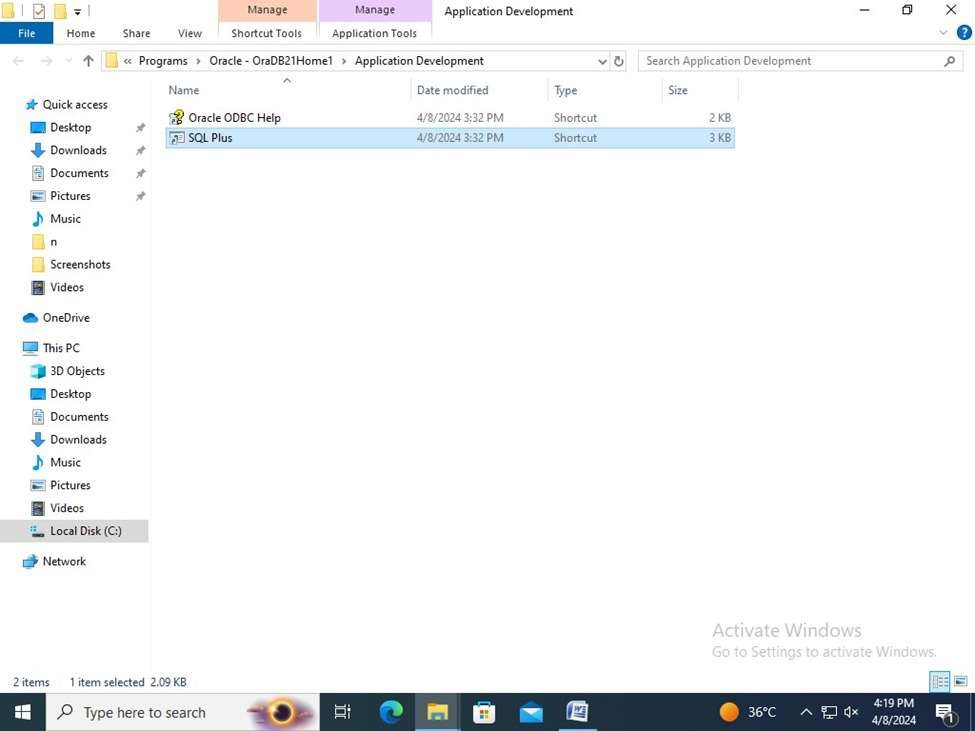 Manage
Manage
Application Development
File
Home
Share
View
Shortcut Tools
Application Tools
« Programs › Oracle - OraDB21Home1 › Application Development
Search Application Development
Name
Date modified
Type
Size
Oracle ODBC Help 4/8/2024 3:32 PM Shortcut 2 KB
SQL Plus 4/8/2024 3:32 PM Shortcut 3 KB
Quick access
Desktop
Downloads
Documents
Pictures
Music
n
Screenshots
Videos
OneDrive
This PC
3D Objects
Desktop
Documents
Downloads
Music
Pictures
Videos
Local Disk (C:)
Network
Activate Windows
Go to Settings to activate Windows.
2 items 1 item selected 2.09 KB
Type here to search
36°C
4:19 PM
4/8/2024
1